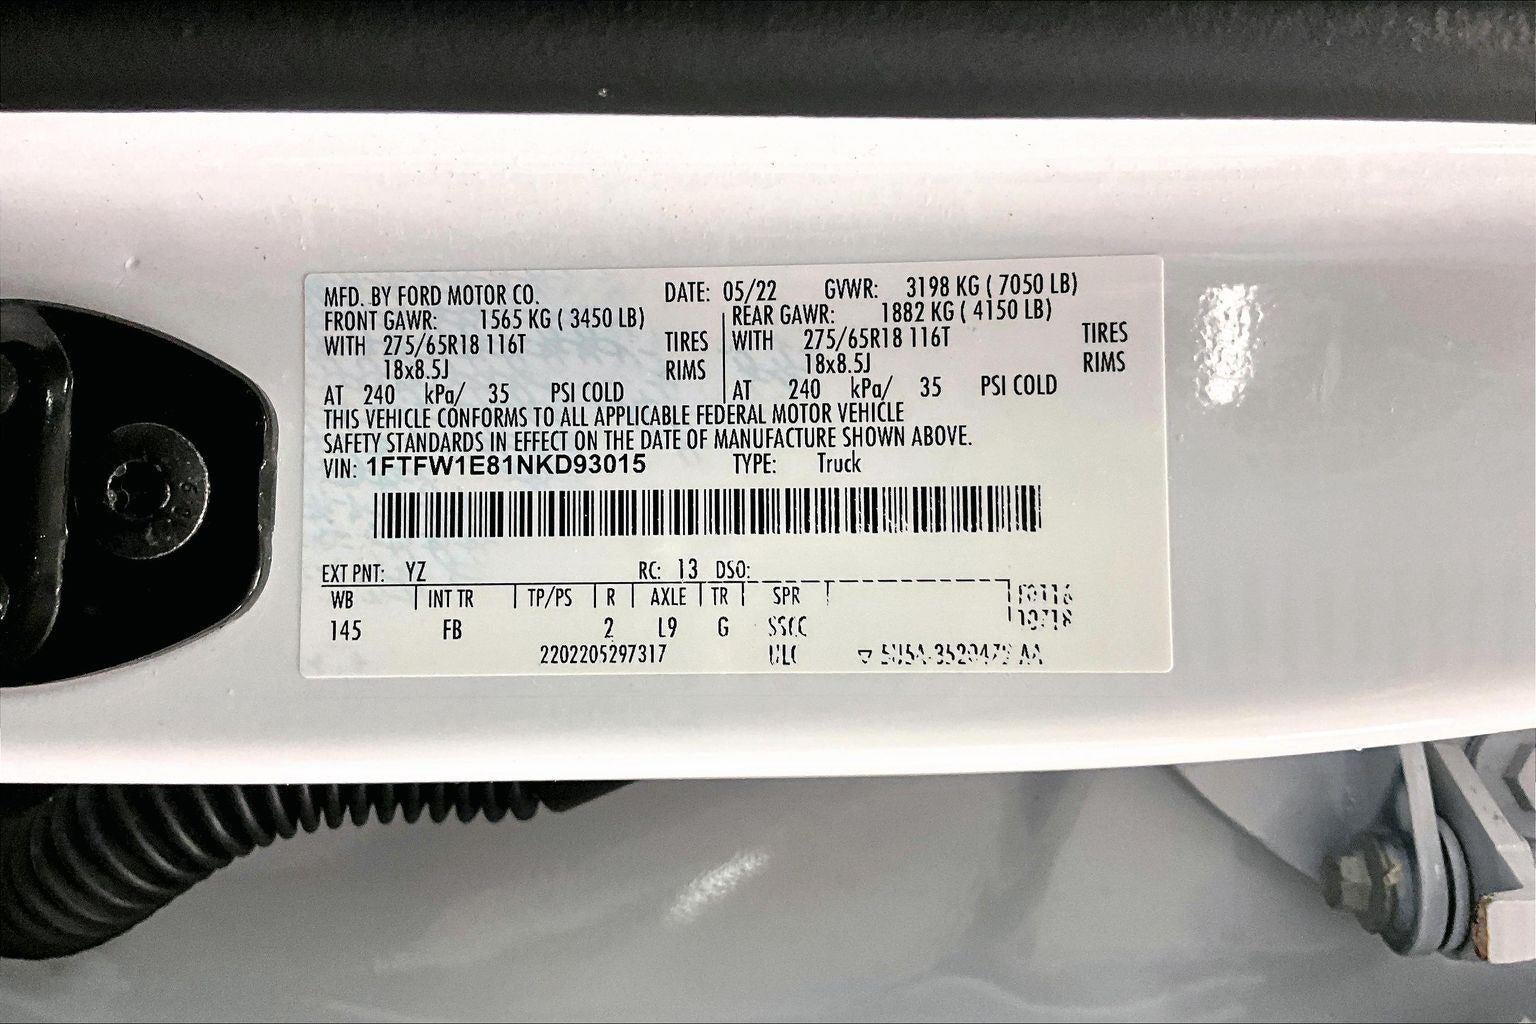 MFD. BY FORD MOTOR CO. DATE: 05/22 GVWR: 3198 KG ( 7050 LB)
FRONT GAWR: 1565 KG ( 3450 LB) REAR GAWR: 1882 KG ( 4150 LB)
WITH 275/65R18 116T TIRES WITH 275/65R18 116T TIRES
18x8.5J RIMS 18x8.5J RIMS
AT 240 kPa/ 35 PSI COLD AT 240 kPa/ 35 PSI COLD
THIS VEHICLE CONFORMS TO ALL APPLICABLE FEDERAL MOTOR VEHICLE
SAFETY STANDARDS IN EFFECT ON THE DATE OF MANUFACTURE SHOWN ABOVE.
VIN: 1FTFW1E81NKD93015 TYPE: Truck
EXT PNT: YZ RC: 13 DSO:
WB INT TR TP/PS R AXLE TR SPR
145 FB 2 L9 G SSCC
2202205297317